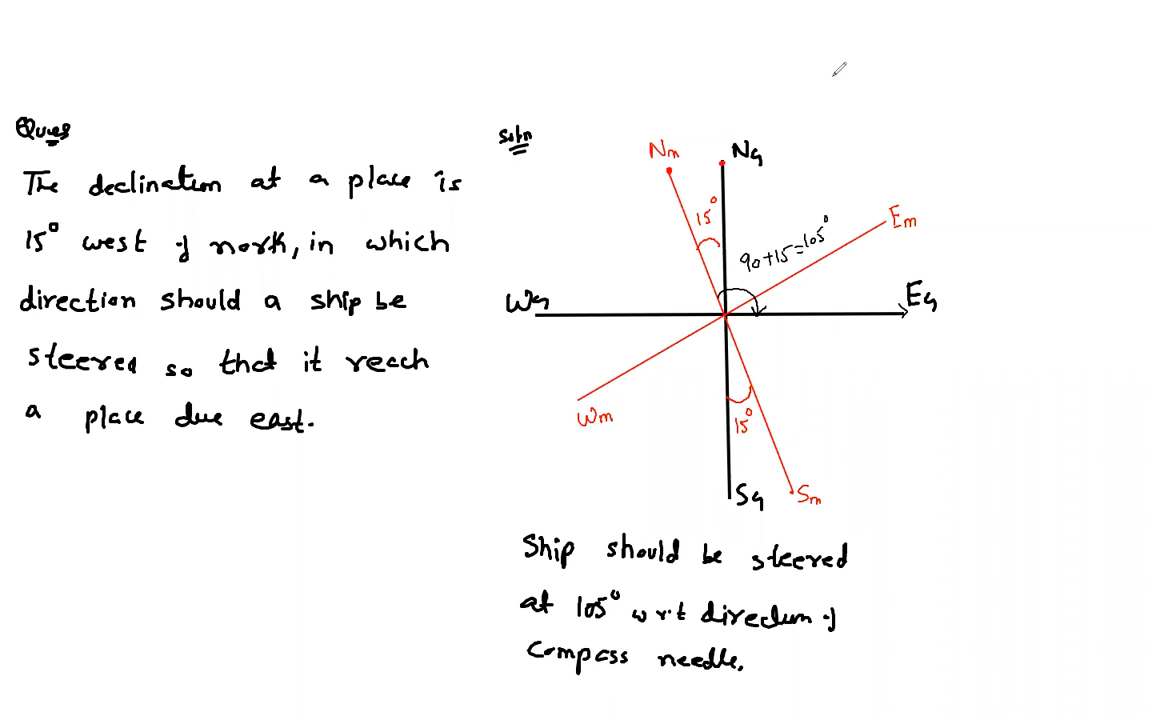 Ques
The declination at a place is
15° west of north, in which
direction should a ship be
steered so that it reach
a place due east.
Soln
Nm
NG
15°
Em
90+15=105°
WG
EG
Wm
15°
SG
Sm
Ship should be steered
at 105° w.r.t direction of
compass needle.